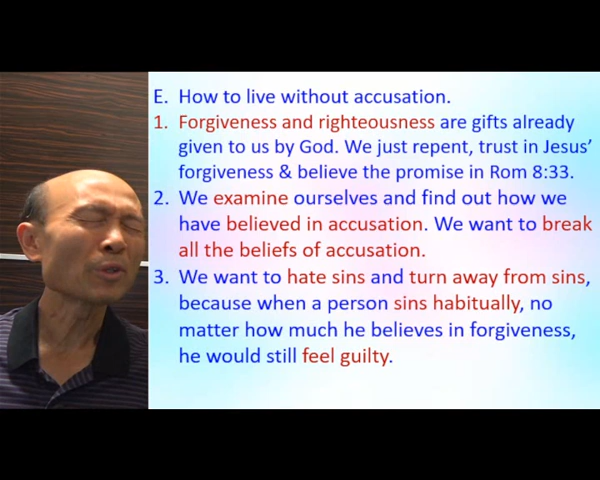 E. How to live without accusation.
1. Forgiveness and righteousness are gifts already
given to us by God. We just repent, trust in Jesus’
forgiveness & believe the promise in Rom 8:33.
2. We examine ourselves and find out how we
have believed in accusation. We want to break
all the beliefs of accusation.
3. We want to hate sins and turn away from sins,
because when a person sins habitually, no
matter how much he believes in forgiveness,
he would still feel guilty.